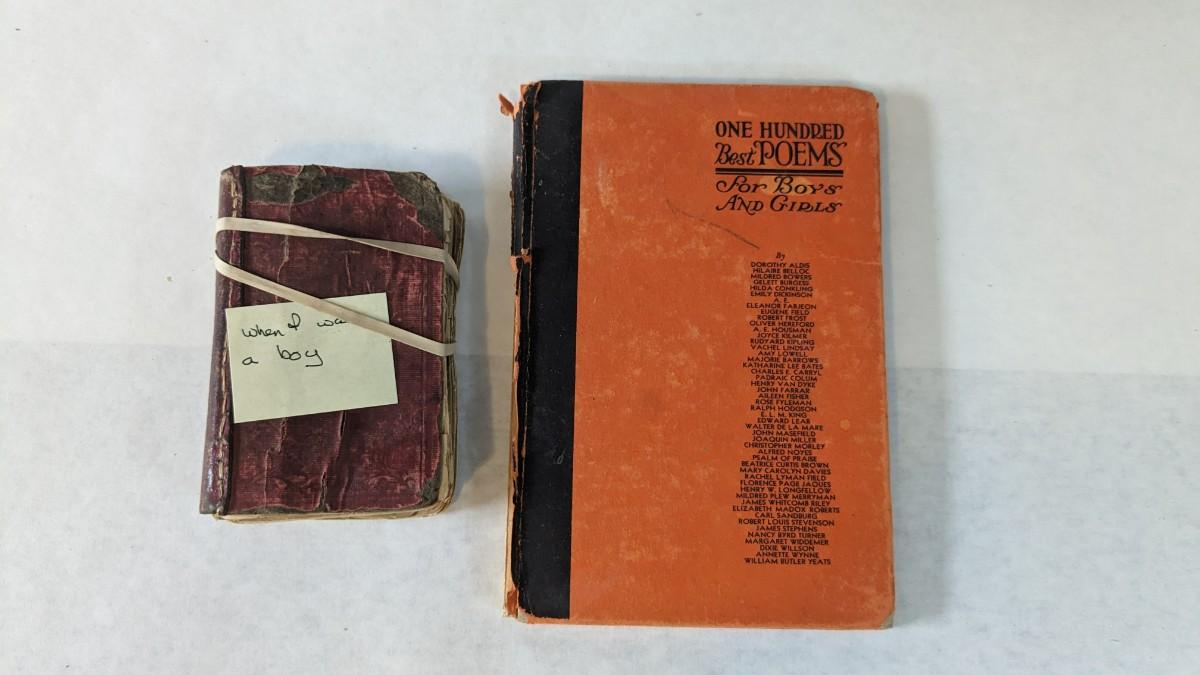 when I wa
a boy
ONE HUNDRED
Best POEMS
For Boys
AND GIRLS
By
DOROTHY ALDIS
HILAIRE BELLOC
MILDRED BOWERS
GELETT BURGESS
HILDA CONKLING
EMILY DICKINSON
A. E.
ELEANOR FARJEON
EUGENE FIELD
ROBERT FROST
OLIVER HEREFORD
A. E. HOUSMAN
JOYCE KILMER
RUDYARD KIPLING
VACHEL LINDSAY
AMY LOWELL
MARJORIE BARROWS
KATHARINE LEE BATES
CHARLES E. CARRYL
PADRAIC COLUM
HENRY VAN DYKE
JOHN FARRAR
AILEEN FISHER
ROSE FYLEMAN
RALPH HODGSON
E. L. M. KING
EDWARD LEAR
WALTER DE LA MARE
JOHN MASEFIELD
JOAQUIN MILLER
CHRISTOPHER MORLEY
ALFRED NOYES
PSALM OF PRAISE
BEATRICE CURTIS BROWN
MARY CAROLYN DAVIES
RACHEL LYMAN FIELD
FLORENCE PAGE JAQUES
HENRY W. LONGFELLOW
MILDRED PLEW MERRYMAN
JAMES WHITCOMB RILEY
ELIZABETH MADOX ROBERTS
CARL SANDBURG
ROBERT LOUIS STEVENSON
JAMES STEPHENS
NANCY BYRD TURNER
MARGARET WIDDEMER
DIXIE WILLSON
ANNETTE WYNNE
WILLIAM BUTLER YEATS